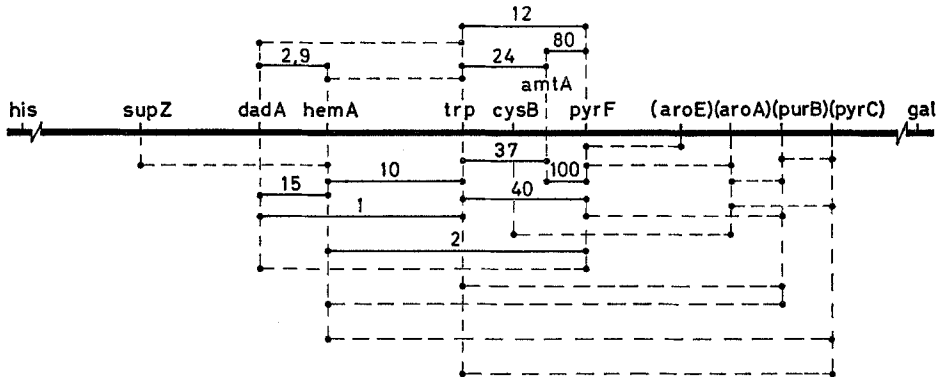 12
80
2,9
24
amtA
his
supZ
dadA
hemA
trp
cysB
pyrF
(aroE)
(aroA)
(purB)
(pyrC)
gal
37
100
10
15
40
1
2